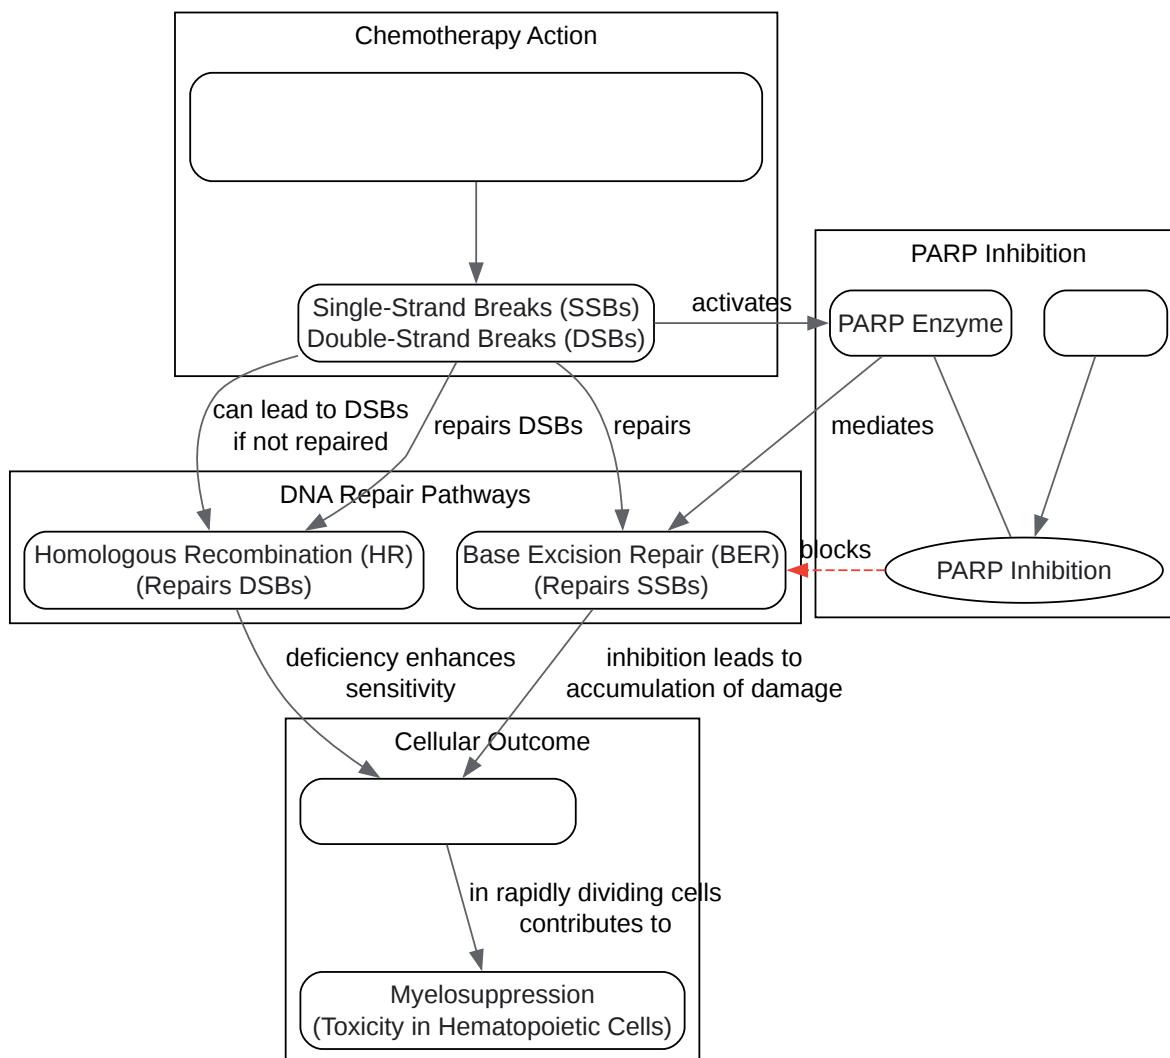 Chemotherapy Action
Single-Strand Breaks (SSBs)
Double-Strand Breaks (DSBs)
activates
PARP Inhibition
PARP Enzyme
can lead to DSBs
if not repaired
repairs DSBs
repairs
mediates
DNA Repair Pathways
Homologous Recombination (HR)
(Repairs DSBs)
Base Excision Repair (BER)
(Repairs SSBs)
blocks
PARP Inhibition
deficiency enhances
sensitivity
inhibition leads to
accumulation of damage
Cellular Outcome
in rapidly dividing cells
contributes to
Myelosuppression
(Toxicity in Hematopoietic Cells)